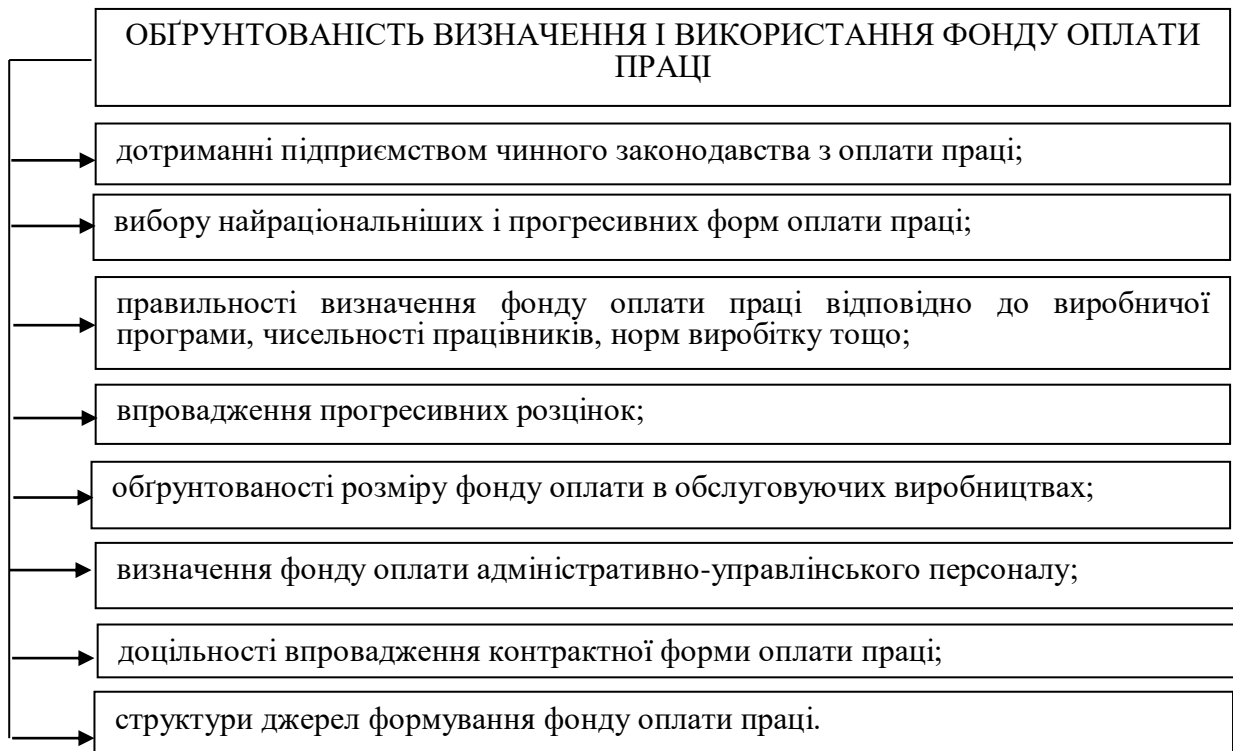 ОБҐРУНТОВАНІСТЬ ВИЗНАЧЕННЯ І ВИКОРИСТАННЯ ФОНДУ ОПЛАТИ
ПРАЦІ
дотриманні підприємством чинного законодавства з оплати праці;
вибору найраціональніших і прогресивних форм оплати праці;
правильності визначення фонду оплати праці відповідно до виробничої
програми, чисельності працівників, норм виробітку тощо;
впровадження прогресивних розцінок;
обґрунтованості розміру фонду оплати в обслуговуючих виробництвах;
визначення фонду оплати адміністративно-управлінського персоналу;
доцільності впровадження контрактної форми оплати праці;
структури джерел формування фонду оплати праці.